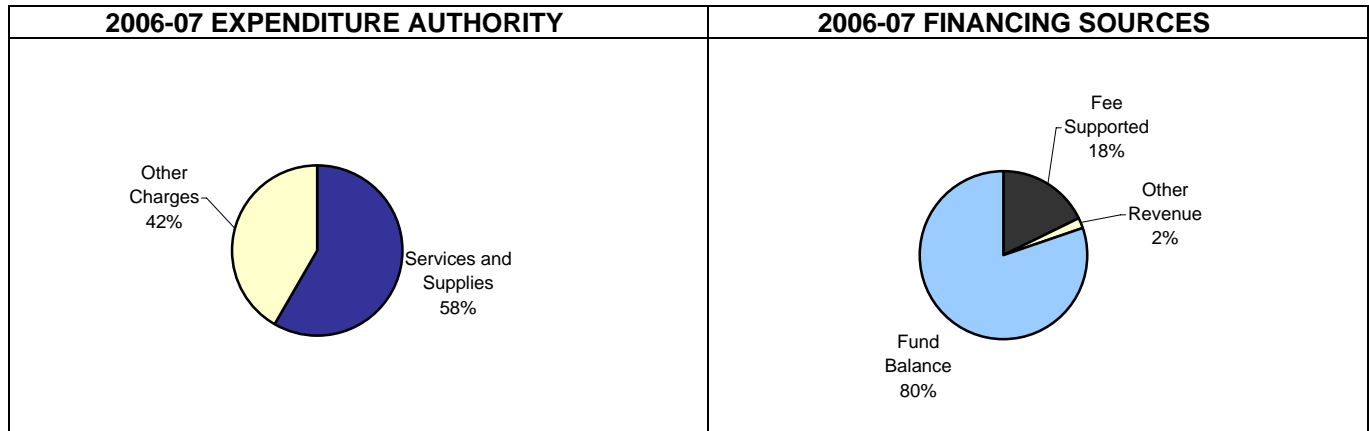 2006-07 EXPENDITURE AUTHORITY
Other
Charges
42%
Services and
Supplies
58%
2006-07 FINANCING SOURCES
Fee
Supported
18%
Other
Revenue
2%
Fund
Balance
80%